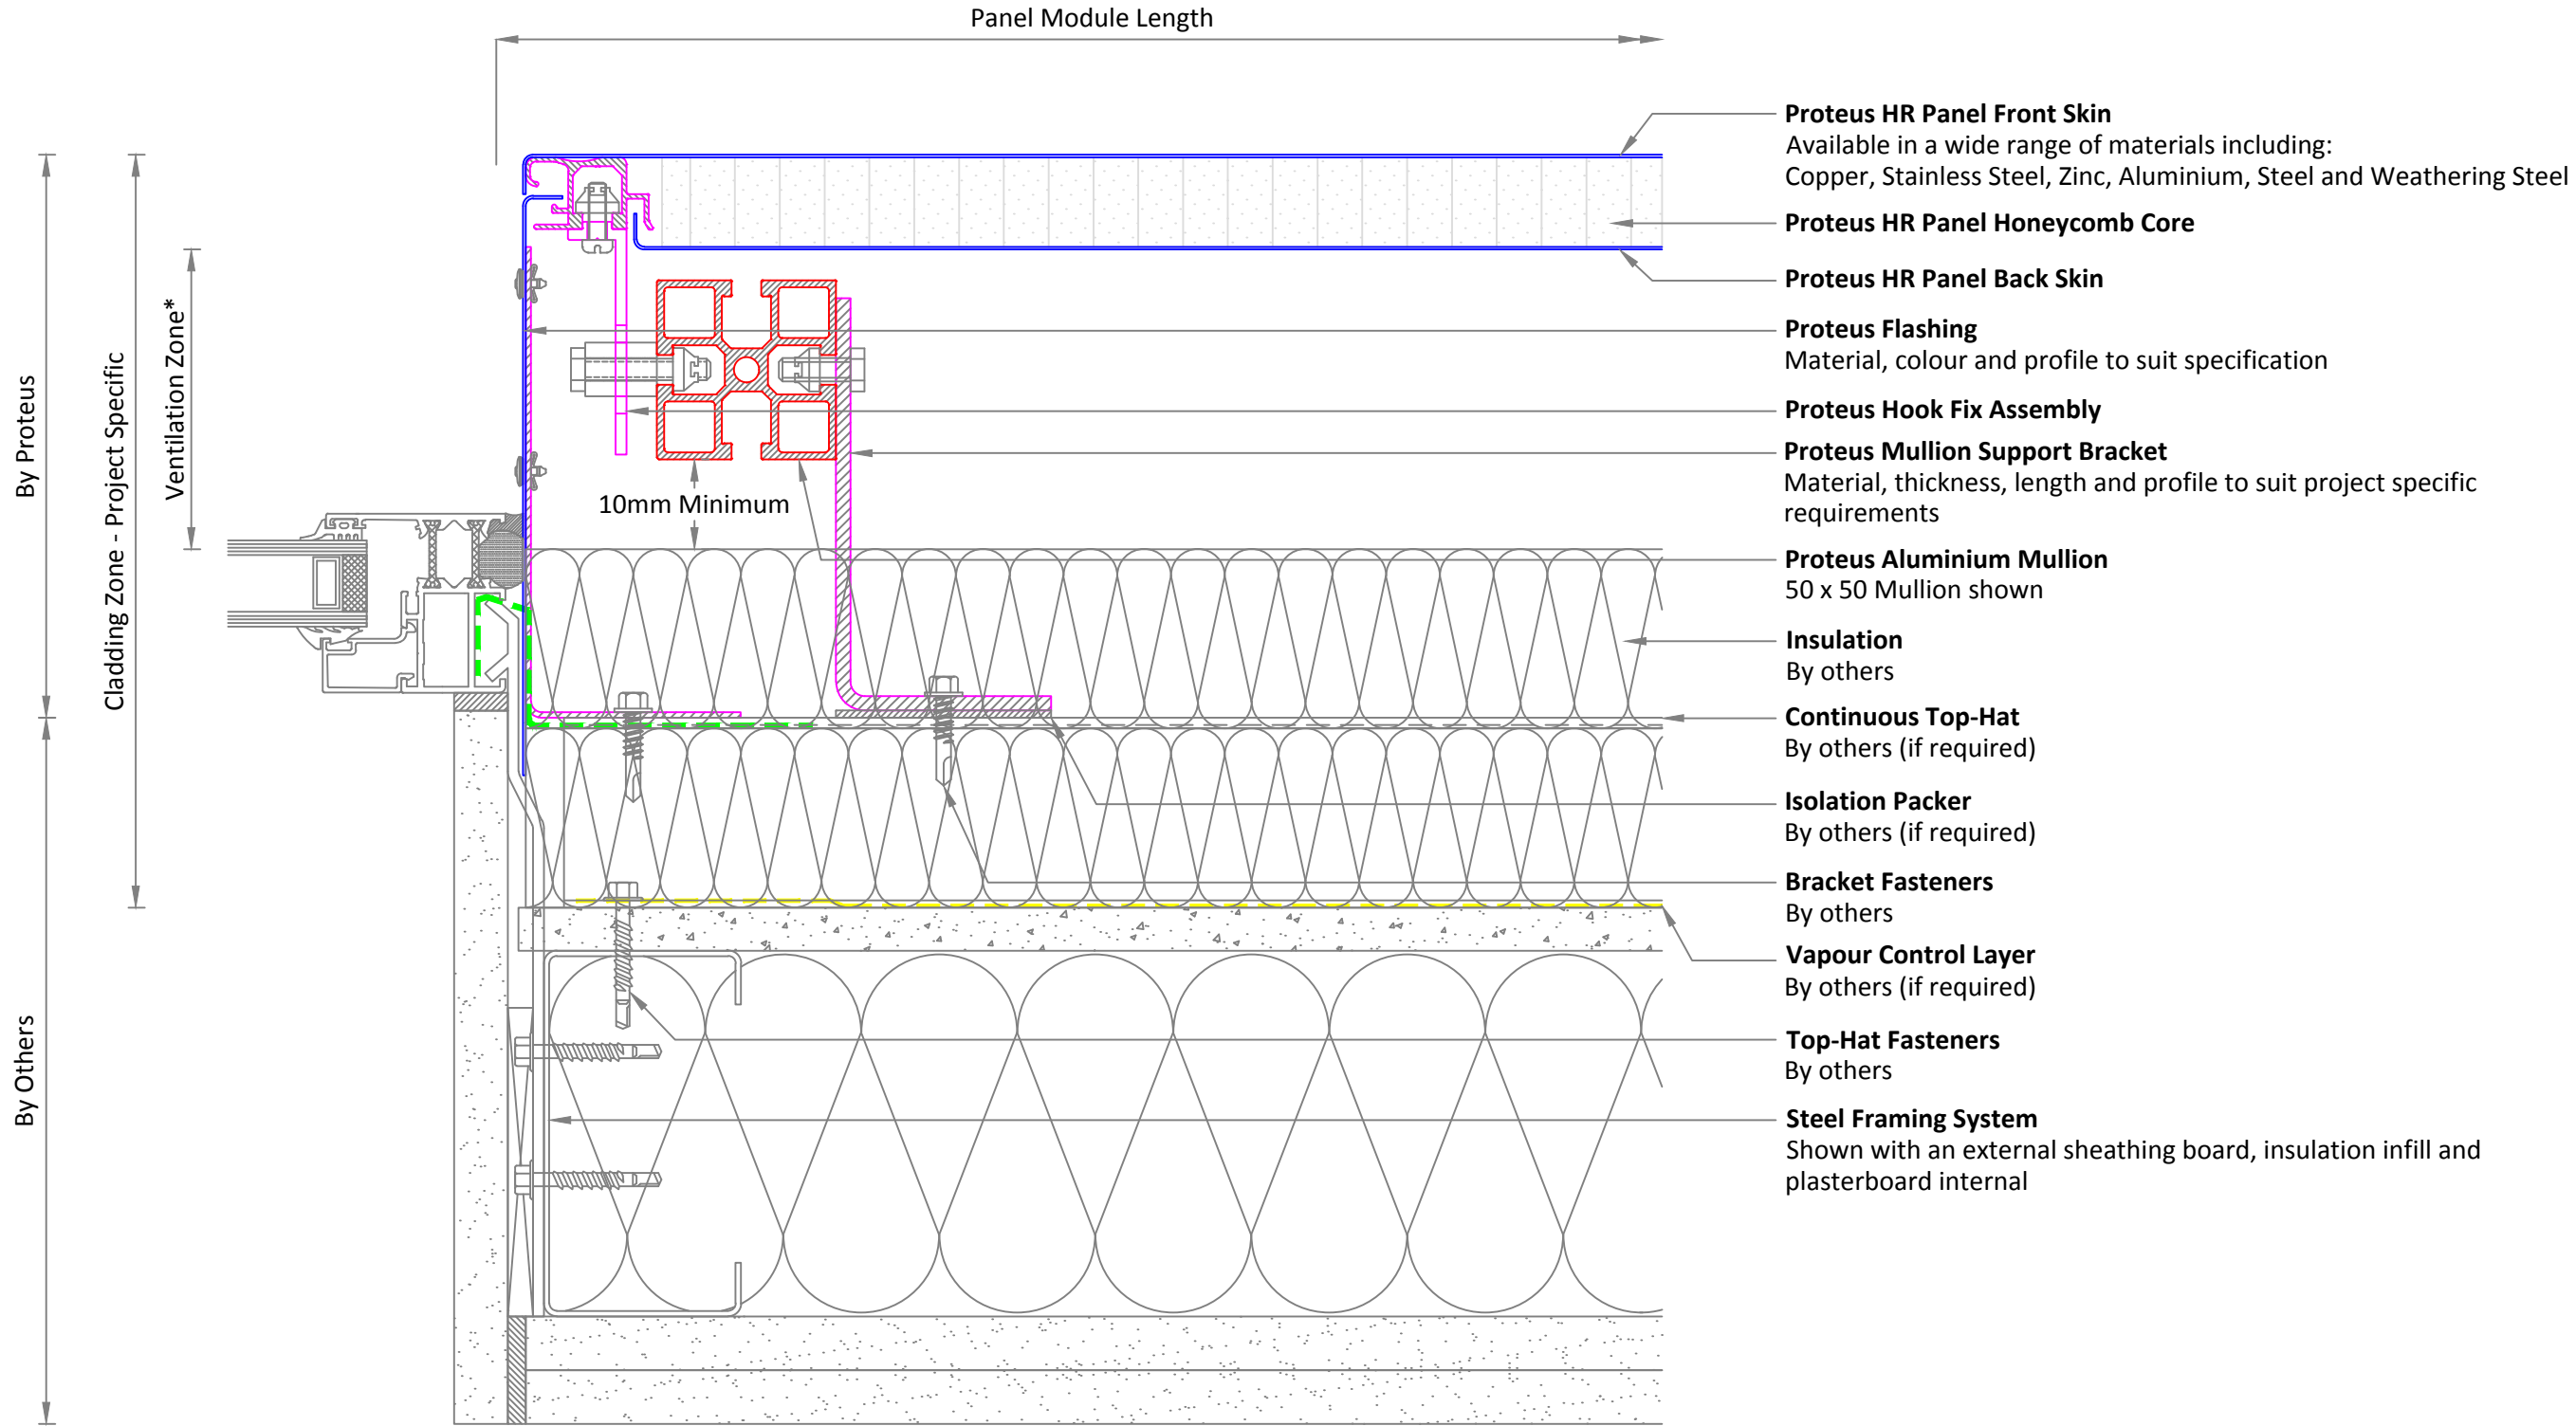 Panel Module Length
By Proteus
Cladding Zone - Project Specific
Ventilation Zone*
By Others
10mm Minimum
Proteus HR Panel Front Skin
Available in a wide range of materials including:
Copper, Stainless Steel, Zinc, Aluminium, Steel and Weathering Steel
Proteus HR Panel Honeycomb Core
Proteus HR Panel Back Skin
Proteus Flashing
Material, colour and profile to suit specification
Proteus Hook Fix Assembly
Proteus Mullion Support Bracket
Material, thickness, length and profile to suit project specific
requirements
Proteus Aluminium Mullion
50 x 50 Mullion shown
Insulation
By others
Continuous Top-Hat
By others (if required)
Isolation Packer
By others (if required)
Bracket Fasteners
By others
Vapour Control Layer
By others (if required)
Top-Hat Fasteners
By others
Steel Framing System
Shown with an external sheathing board, insulation infill and
plasterboard internal